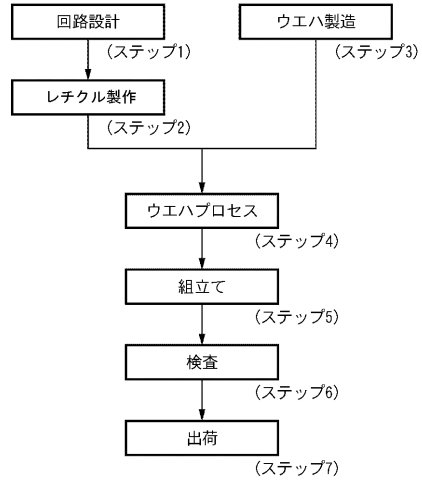 回路設計
(ステップ1)
ウエハ製造
(ステップ3)
レチクル製作
(ステップ2)
ウエハプロセス
(ステップ4)
組立て
(ステップ5)
検査
(ステップ6)
出荷
(ステップ7)